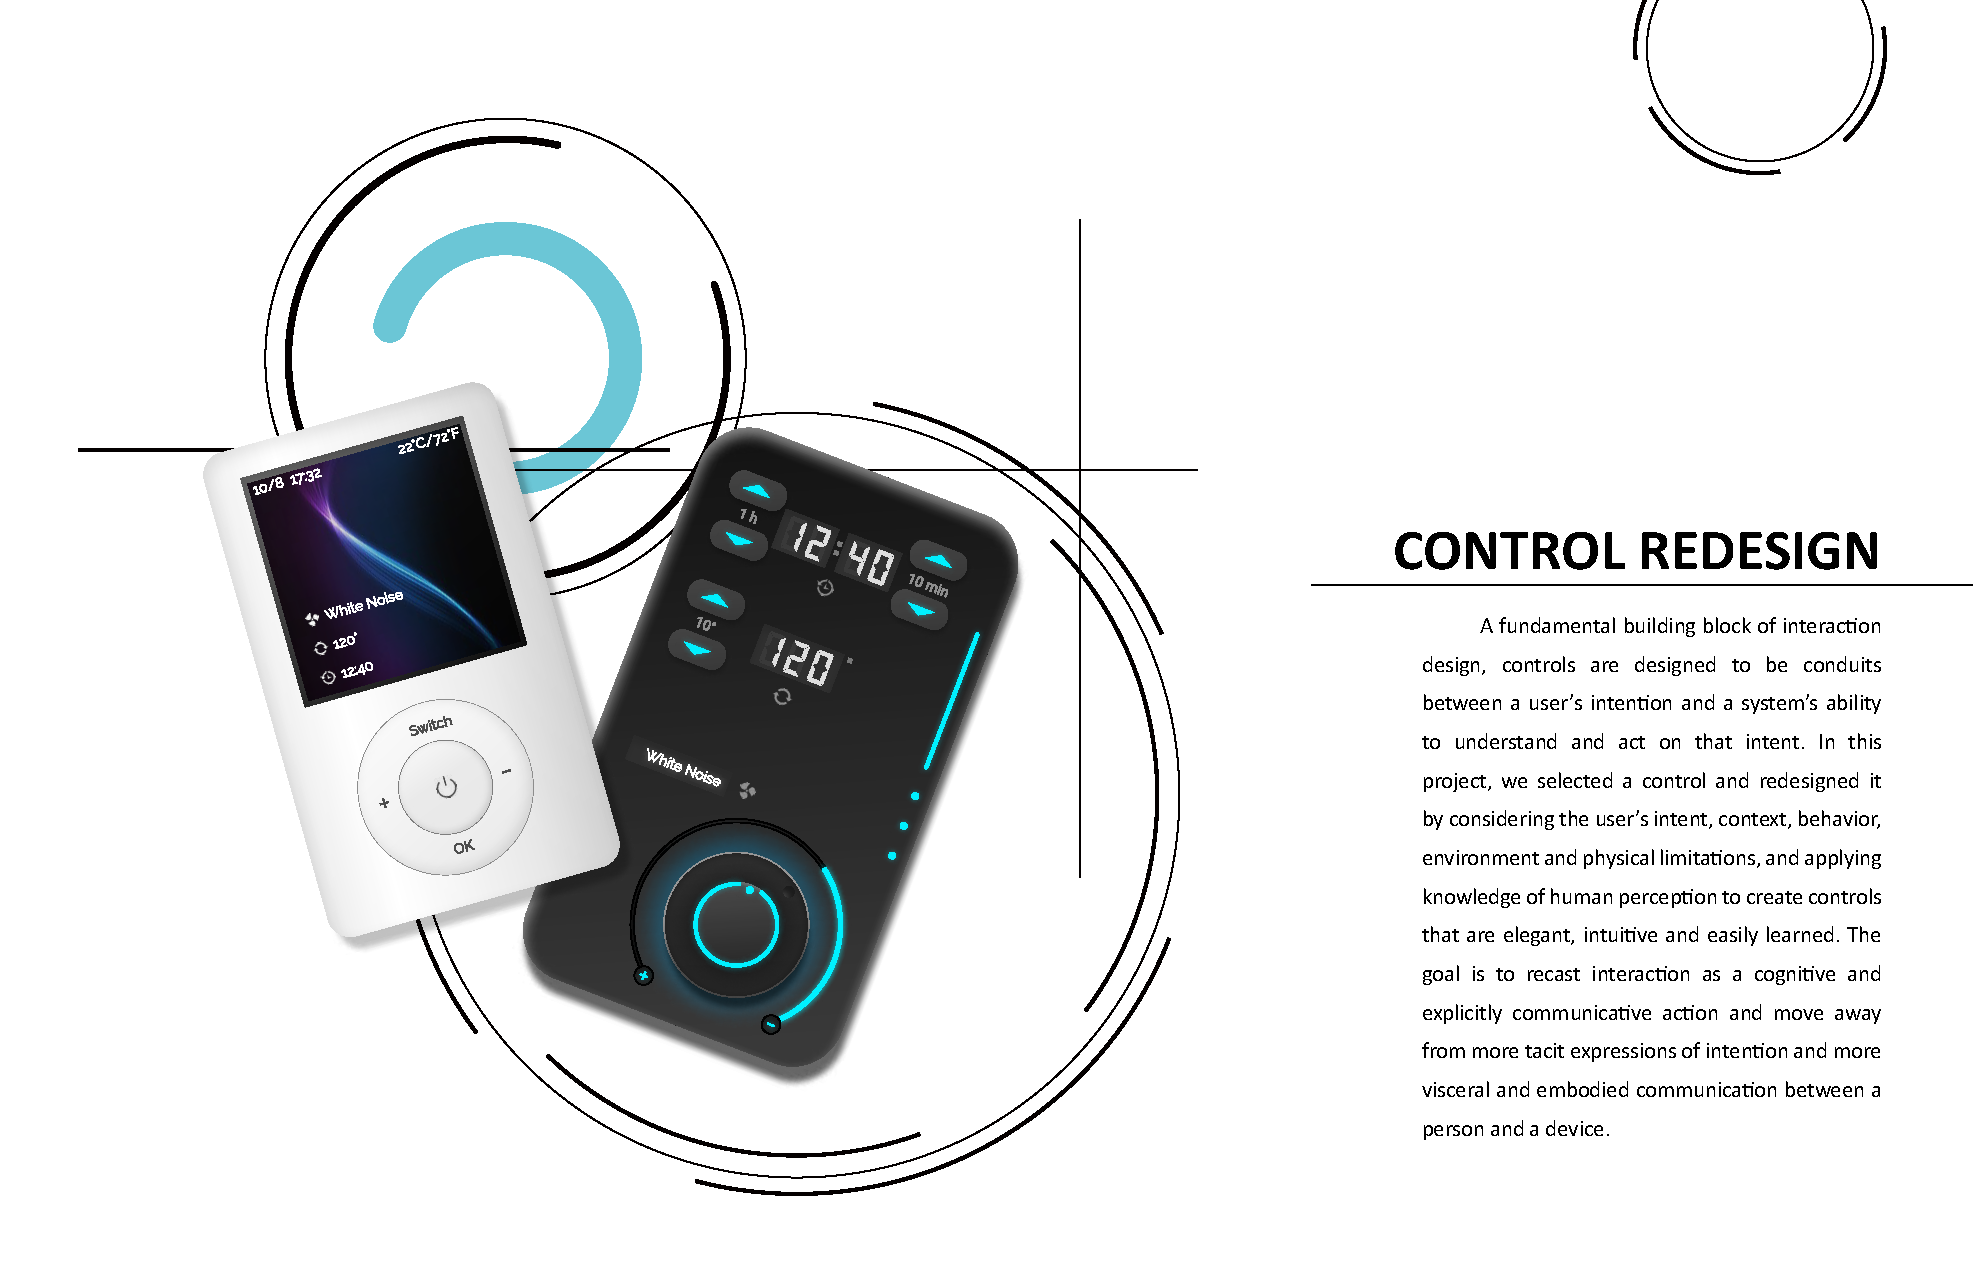 10/8 17:32
22°C/72°F
White Noise
120°
12:40
Switch
+
-
OK
1 h
12:40
10 min
10°
120°
White Noise
+
-
CONTROL REDESIGN
A fundamental building block of interaction
design, controls are designed to be conduits
between a user’s intention and a system’s ability
to understand and act on that intent. In this
project, we selected a control and redesigned it
by considering the user’s intent, context, behavior,
environment and physical limitations, and applying
knowledge of human perception to create controls
that are elegant, intuitive and easily learned. The
goal is to recast interaction as a cognitive and
explicitly communicative action and move away
from more tacit expressions of intention and more
visceral and embodied communication between a
person and a device.